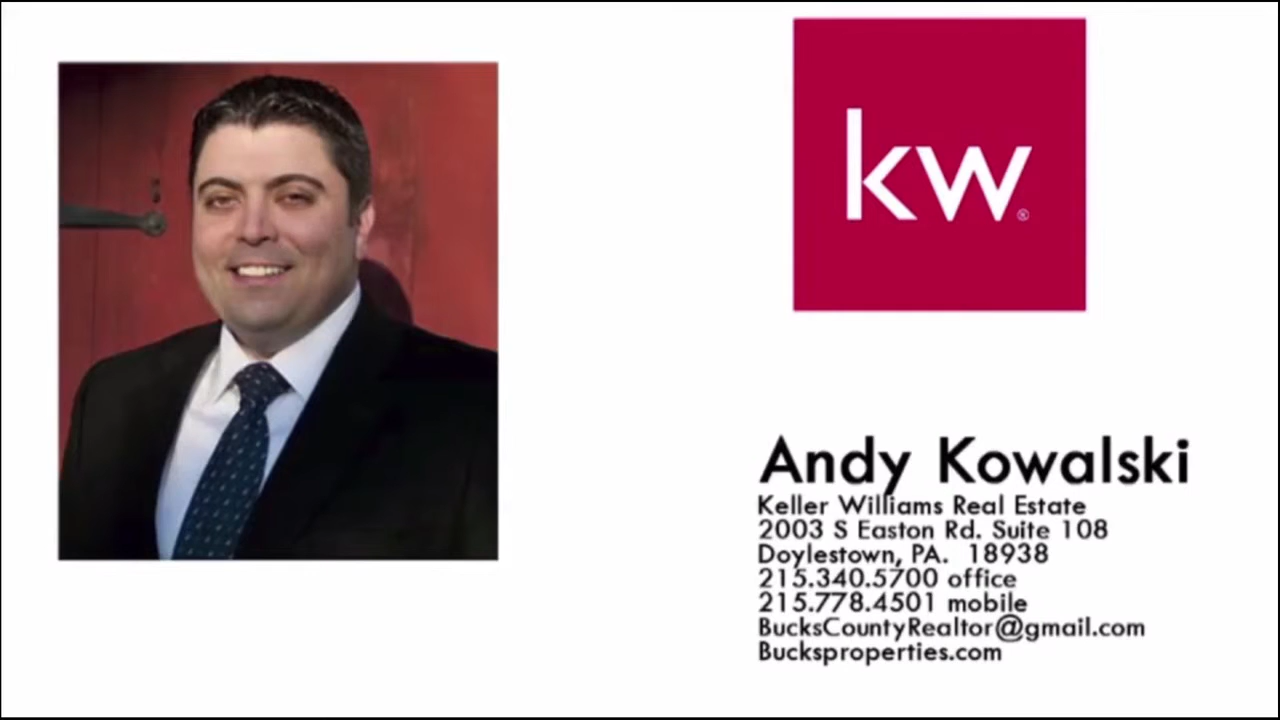 kw®
Andy Kowalski
Keller Williams Real Estate
2003 S Easton Rd. Suite 108
Doylestown, PA.  18938
215.340.5700 office
215.778.4501 mobile
BucksCountyRealtor@gmail.com
Bucksproperties.com